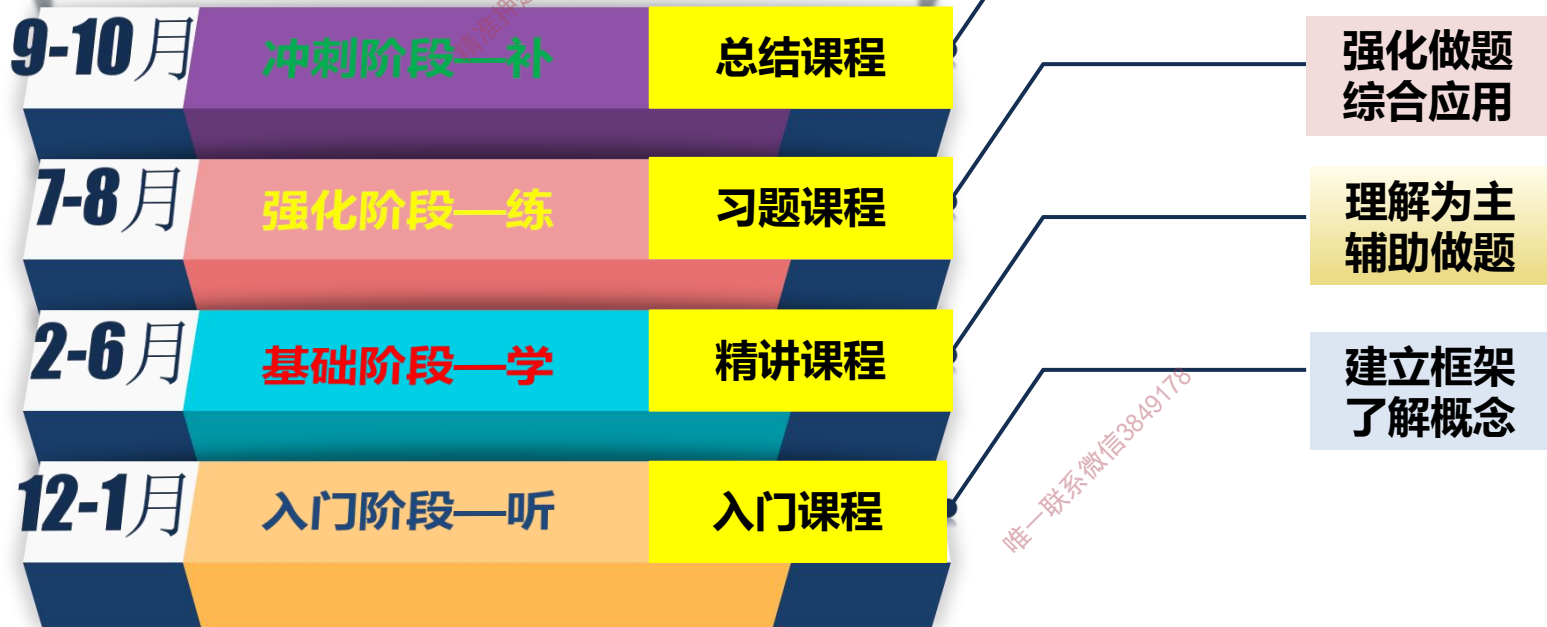 9-10月
冲刺阶段—补
总结课程
强化做题
综合应用
7-8月
强化阶段—练
习题课程
理解为主
辅助做题
2-6月
基础阶段—学
精讲课程
建立框架
了解概念
12-1月
入门阶段—听
入门课程
唯一联系微信3849178